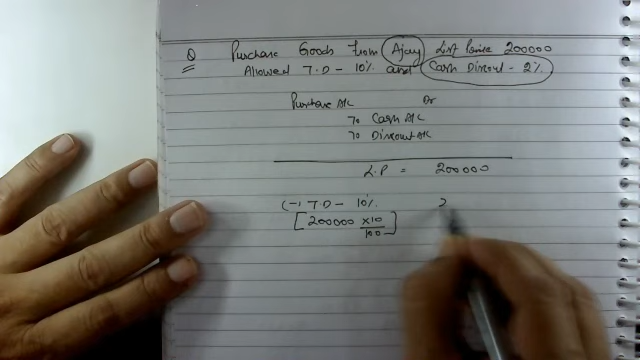 Q Purchase Goods from Ajay List Price 200000
Allowed T.D - 10% and Cash Discount - 2%.
Purchase A/c Dr
To Cash A/c
To Discount A/c
L.P = 200000
(-) T D - 10%. 2
[200000 x10/100]